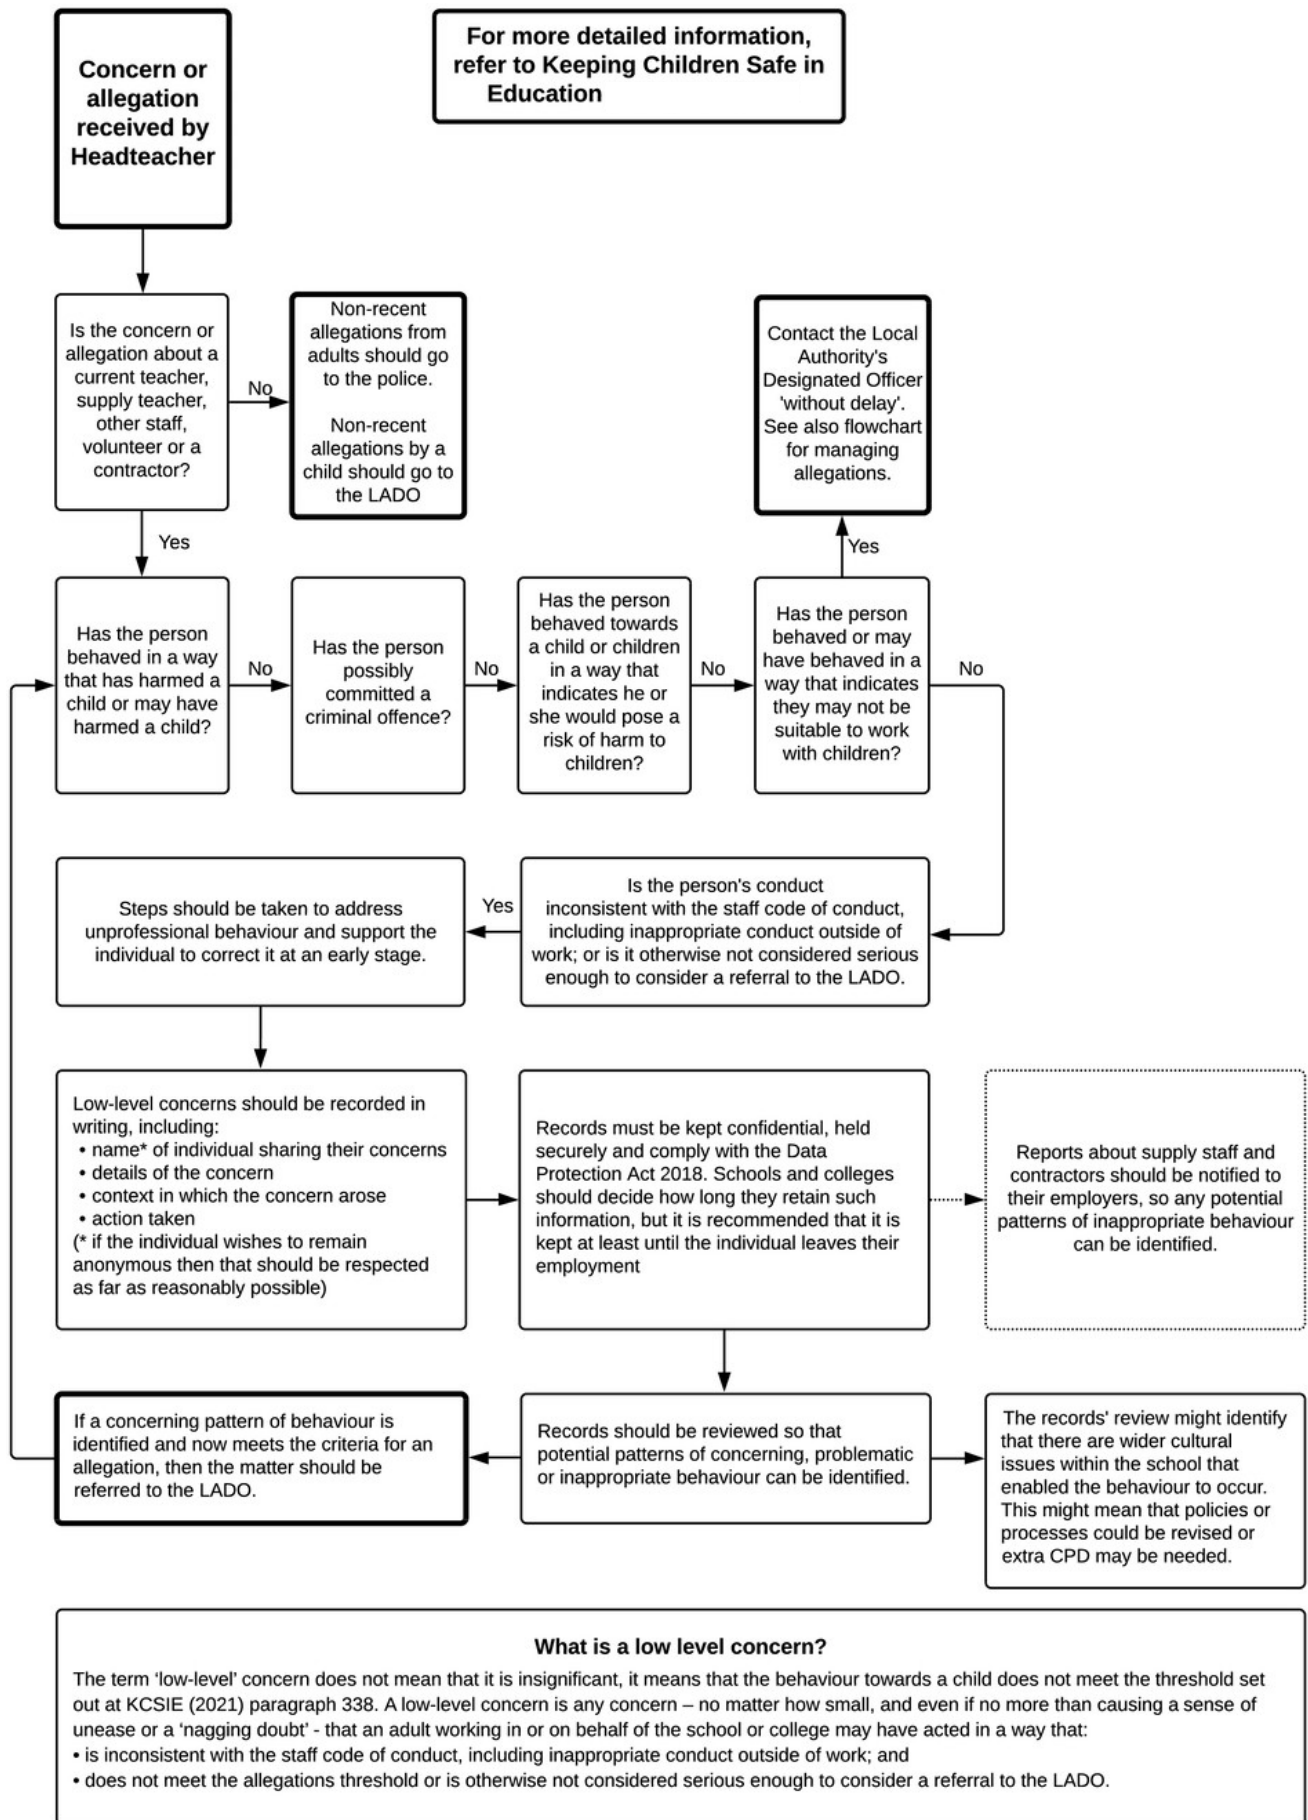 Concern or
allegation
received by
Headteacher
For more detailed information,
refer to Keeping Children Safe in
Education
Is the concern or
allegation about a
current teacher,
supply teacher,
other staff,
volunteer or a
contractor?
No
Non-recent
allegations from
adults should go
to the police.
Non-recent
allegations by a
child should go to
the LADO
Contact the Local
Authority's
Designated Officer
'without delay'.
See also flowchart
for managing
allegations.
Yes
Yes
Has the person
behaved in a way
that has harmed a
child or may have
harmed a child?
No
Has the person
possibly
committed a
criminal offence?
No
Has the person
behaved towards
a child or children
in a way that
indicates he or
she would pose a
risk of harm to
children?
No
Has the person
behaved or may
have behaved in a
way that indicates
they may not be
suitable to work
with children?
No
Is the person's conduct
inconsistent with the staff code of conduct,
including inappropriate conduct outside of
work; or is it otherwise not considered serious
enough to consider a referral to the LADO.
Yes
Steps should be taken to address
unprofessional behaviour and support the
individual to correct it at an early stage.
Low-level concerns should be recorded in
writing, including:
• name* of individual sharing their concerns
• details of the concern
• context in which the concern arose
• action taken
(* if the individual wishes to remain
anonymous then that should be respected
as far as reasonably possible)
Records must be kept confidential, held
securely and comply with the Data
Protection Act 2018. Schools and colleges
should decide how long they retain such
information, but it is recommended that it is
kept at least until the individual leaves their
employment
Reports about supply staff and
contractors should be notified to
their employers, so any potential
patterns of inappropriate behaviour
can be identified.
If a concerning pattern of behaviour is
identified and now meets the criteria for an
allegation, then the matter should be
referred to the LADO.
Records should be reviewed so that
potential patterns of concerning, problematic
or inappropriate behaviour can be identified.
The records' review might identify
that there are wider cultural
issues within the school that
enabled the behaviour to occur.
This might mean that policies or
processes could be revised or
extra CPD may be needed.
What is a low level concern?
The term ‘low-level’ concern does not mean that it is insignificant, it means that the behaviour towards a child does not meet the threshold set
out at KCSIE (2021) paragraph 338. A low-level concern is any concern – no matter how small, and even if no more than causing a sense of
unease or a ‘nagging doubt’ - that an adult working in or on behalf of the school or college may have acted in a way that:
• is inconsistent with the staff code of conduct, including inappropriate conduct outside of work; and
• does not meet the allegations threshold or is otherwise not considered serious enough to consider a referral to the LADO.